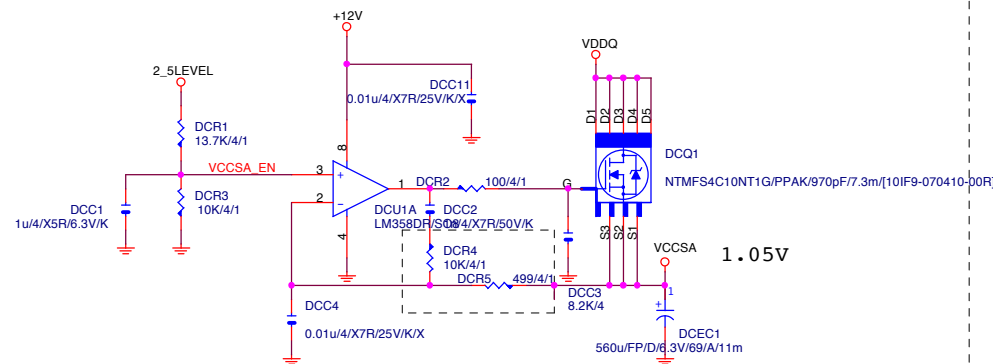 +12V
2_5LEVEL
VDDQ
DCC11
0.01u/4/X7R/25V/K/X
DCR1
13.7K/4/1
D1
D2
D3
D4
D5
8
DCQ1
VCCSA_EN
3
+
DCR2
100/4/1
G
NTMFS4C10NT1G/PPAK/970pF/7.3m/[10IF9-070410-00R]
1
DCR3
10K/4/1
2
−
DCC1
1u/4/X5R/6.3V/K
DCU1A
DCC2
4
S3
S2
S1
DCR4
10K/4/1
VCCSA
1.05V
DCR5
499/4/1
DCC3
8.2K/4
1
+
DCC4
0.01u/4/X7R/25V/K/X
DCEC1
560u/FP/D/6.3V/69/A/11m